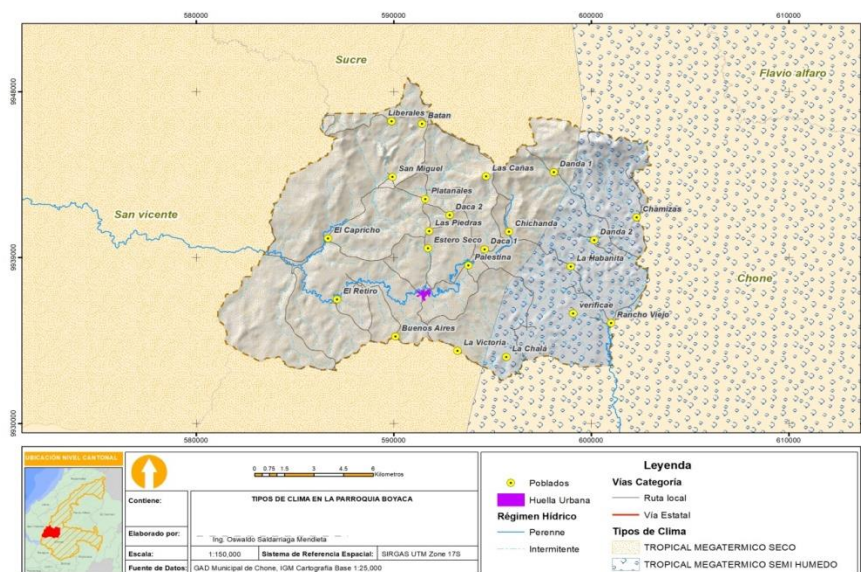 580000 590000 600000 610000
Sucre
Flavio alfaro
9948000
Liberales
Batan
San Miguel
Las Cañas
Danda 1
Platanales
Daca 2
Chamizas
San vicente
Las Piedras
Chichanda
El Capricho
Danda 2
Estero Seco
Daca 1
9939000
Palestina
La Habanita
Chone
El Retiro
verificae
Rancho Viejo
Buenos Aires
La Victoria
La Chala
9930000
580000 590000 600000 610000
UBICACIÓN NIVEL CANTONAL
0 0.75 1.5 3 4.5 6
Kilometros
Contiene:
TIPOS DE CLIMA EN LA PARROQUIA BOYACA
Elaborado por:
Ing. Oswaldo Saldarriaga Mendieta
Escala:
1:150,000
Sistema de Referencia Espacial:
SIRGAS UTM Zone 17S
Fuente de Datos:
GAD Municipal de Chone, IGM Cartografía Base 1:25,000
Leyenda
Poblados
Huella Urbana
Régimen Hídrico
Perenne
Intermitente
Vías Categoría
Ruta local
Vía Estatal
Tipos de Clima
TROPICAL MEGATERMICO SECO
TROPICAL MEGATERMICO SEMI HUMEDO